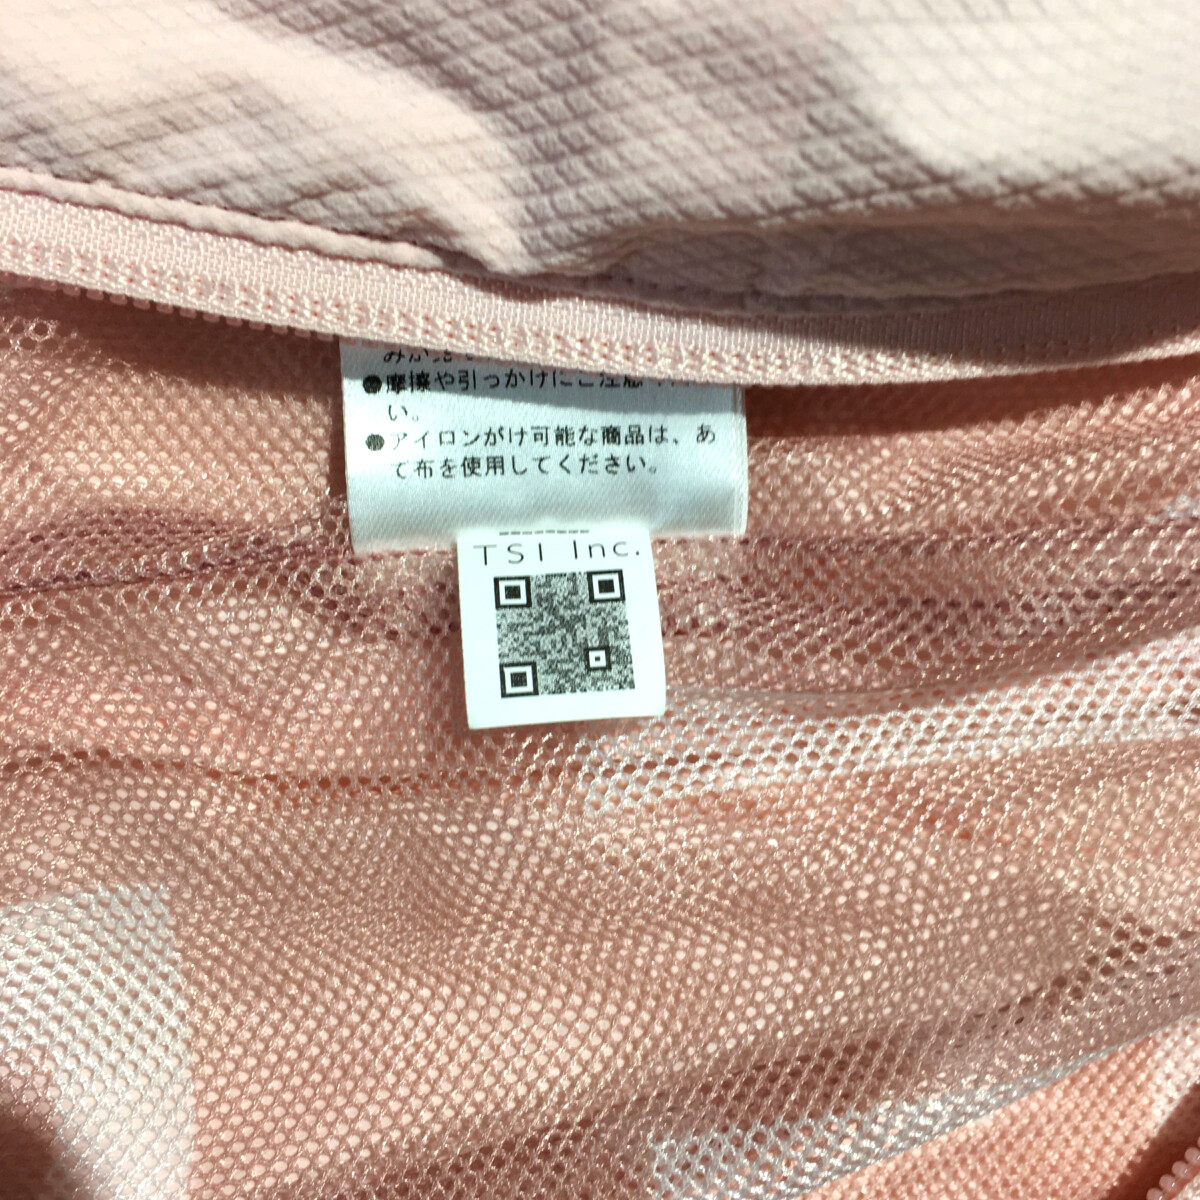 ●摩擦や引っかけにご注意
い。
●アイロンがけ可能な商品は、あ
て布を使用してください。
TSI Inc.